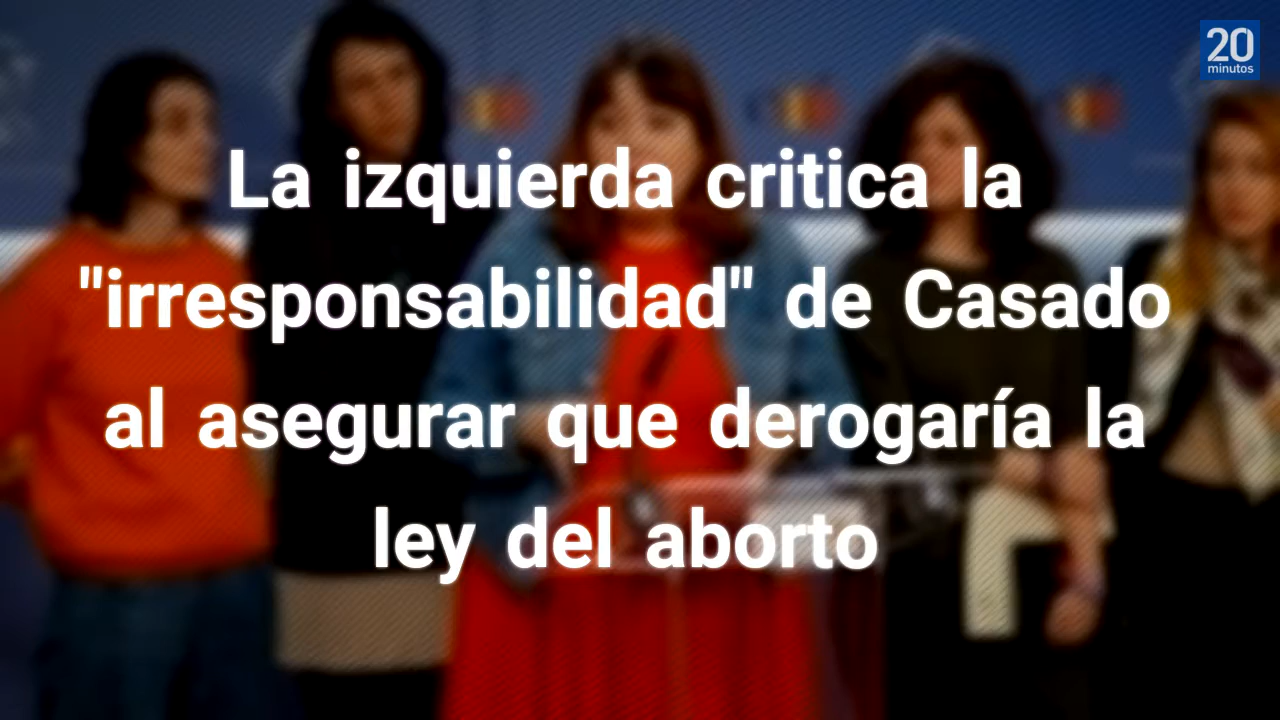 20
minutos
La izquierda critica la
"irresponsabilidad" de Casado
al asegurar que derogaría la
ley del aborto